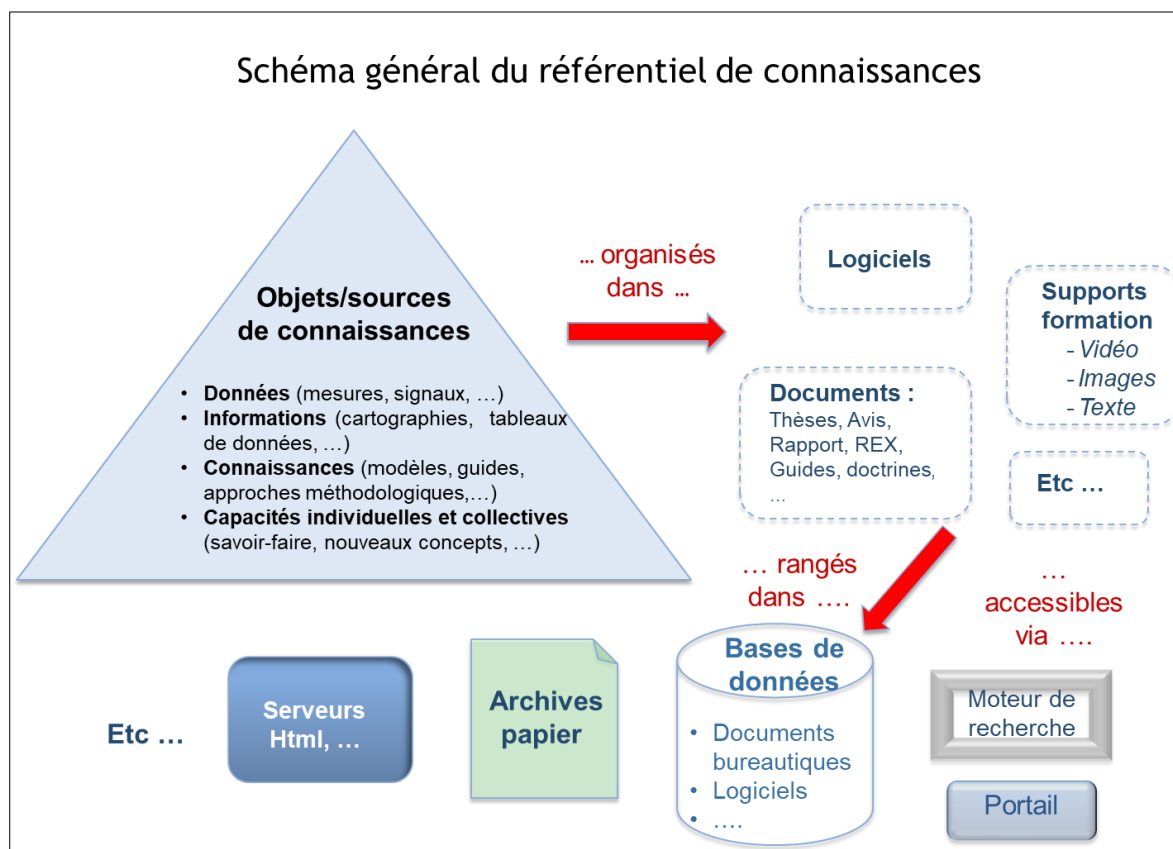 Schéma général du référentiel de connaissances
Objets/sources
de connaissances
• Données (mesures, signaux, …)
• Informations (cartographies, tableaux
de données, …)
• Connaissances (modèles, guides,
approches méthodologiques,…)
• Capacités individuelles et collectives
(savoir-faire, nouveaux concepts, …)
... organisés
dans ...
Logiciels
Supports
formation
- Vidéo
- Images
- Texte
Documents :
Thèses, Avis,
Rapport, REX,
Guides, doctrines,
...
Etc …
… rangés
dans ….
…
accessibles
via ….
Etc …
Serveurs
Html, …
Archives
papier
Bases de
données
• Documents
bureautiques
• Logiciels
• ….
Moteur de
recherche
Portail